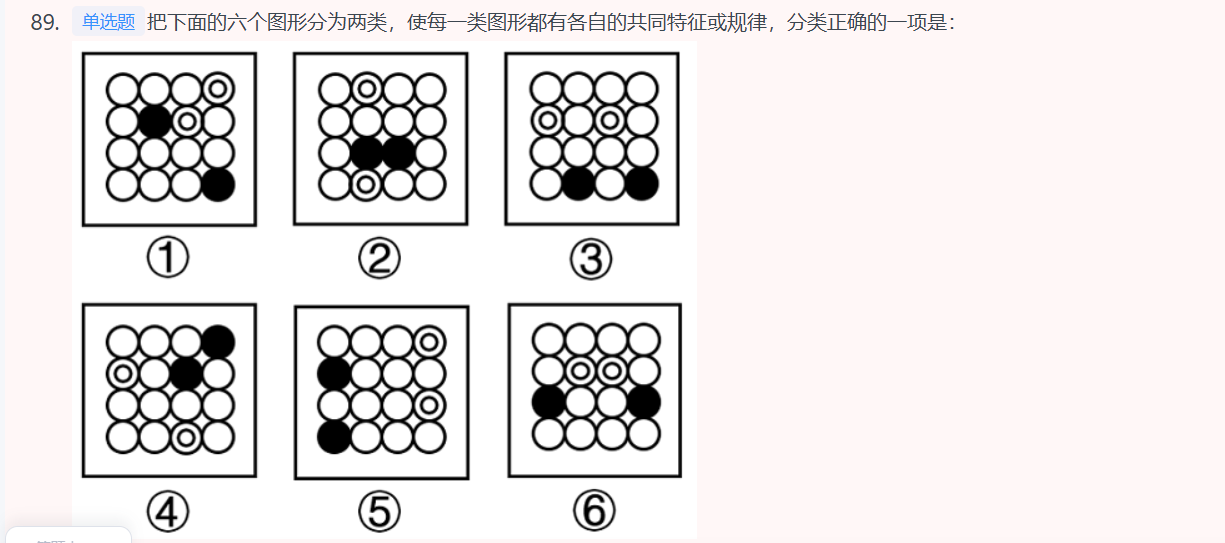 89. 单选题 把下面的六个图形分为两类，使每一类图形都有各自的共同特征或规律，分类正确的一项是：
① ② ③
④ ⑤ ⑥